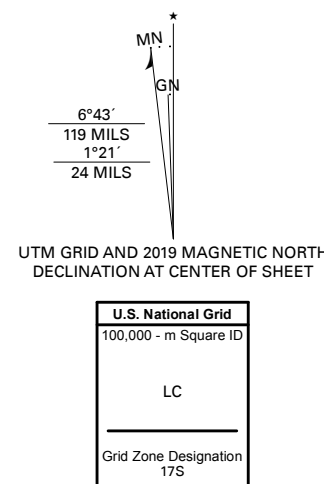 ★
MN
GN
6°43´
119 MILS
1°21´
24 MILS
UTM GRID AND 2019 MAGNETIC NORTH
DECLINATION AT CENTER OF SHEET
U.S. National Grid
100,000 - m Square ID
LC
Grid Zone Designation
17S